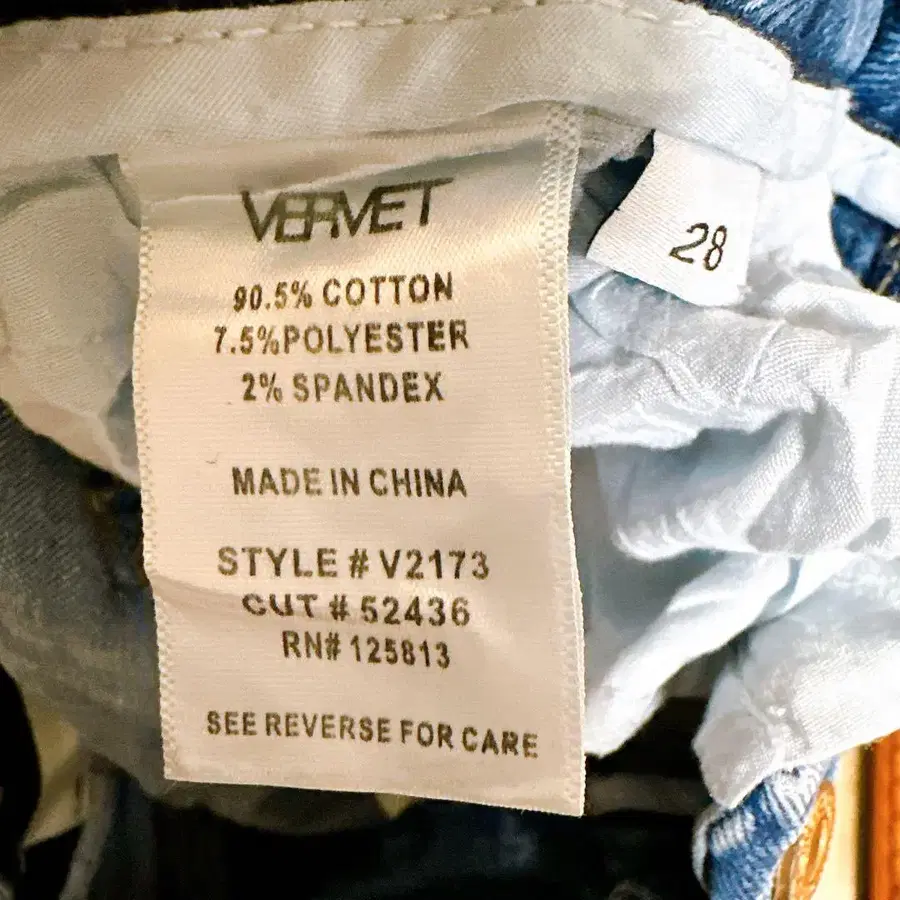 VERVET
90.5% COTTON
7.5%POLYESTER
2% SPANDEX
MADE IN CHINA
STYLE # V2173
CUT # 52436
RN# 125813
SEE REVERSE FOR CARE
28